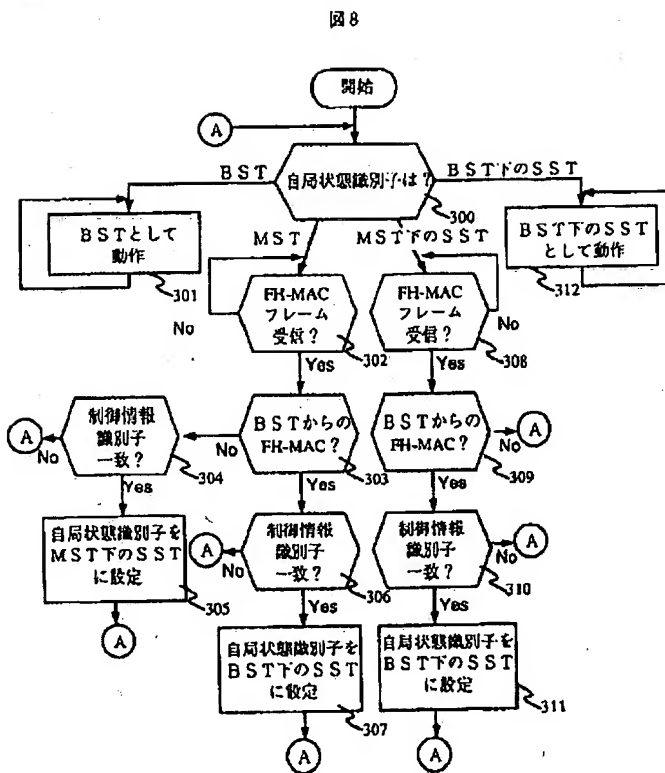 図8
開始
A
自局状態識別子は?
300
BST
BST下のSST
MST
MST下のSST
BSTとして
動作
301
BST下のSST
として動作
312
FH-MAC
フレーム
受信?
302
No
Yes
FH-MAC
フレーム
受信?
308
No
Yes
A
制御情報
識別子
一致?
304
No
Yes
BSTからの
FH-MAC?
303
No
Yes
BSTからの
FH-MAC?
309
No
Yes
A
自局状態識別子を
MST下のSST
に設定
305
A
A
制御情報
識別子
一致?
306
No
Yes
制御情報
識別子
一致?
310
No
Yes
A
自局状態識別子を
BST下のSST
に設定
307
A
自局状態識別子を
BST下のSST
に設定
311
A